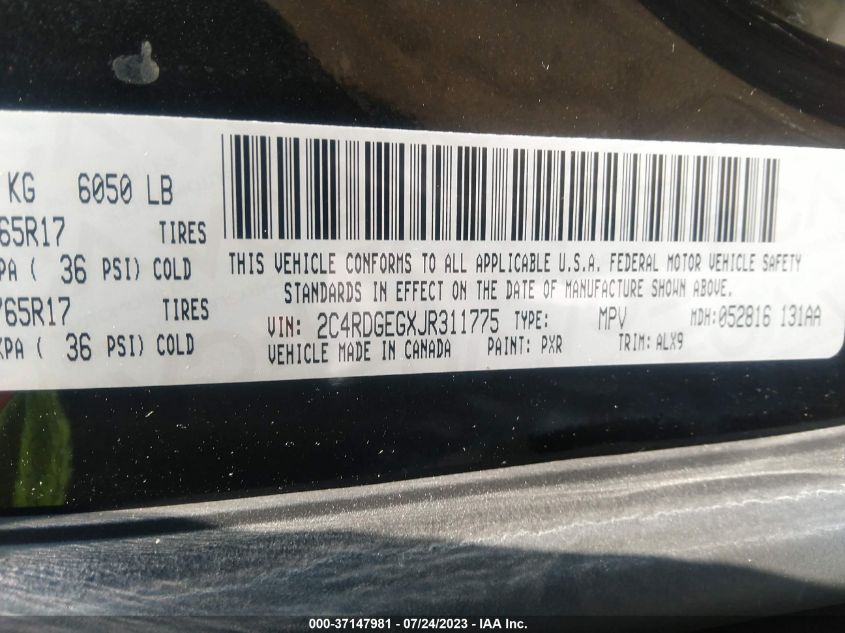 KG 6050 LB
65R17 TIRES
PA ( 36 PSI) COLD
765R17 TIRES
KPA ( 36 PSI) COLD
THIS VEHICLE CONFORMS TO ALL APPLICABLE U.S.A. FEDERAL MOTOR VEHICLE SAFETY
STANDARDS IN EFFECT ON THE DATE OF MANUFACTURE SHOWN ABOVE.
VIN: 2C4RDGEGXJR311775 TYPE: MPV MDH:052816 131AA
VEHICLE MADE IN CANADA PAINT: PXR TRIM: ALX9
000-37147981 - 07/24/2023 - IAA Inc.